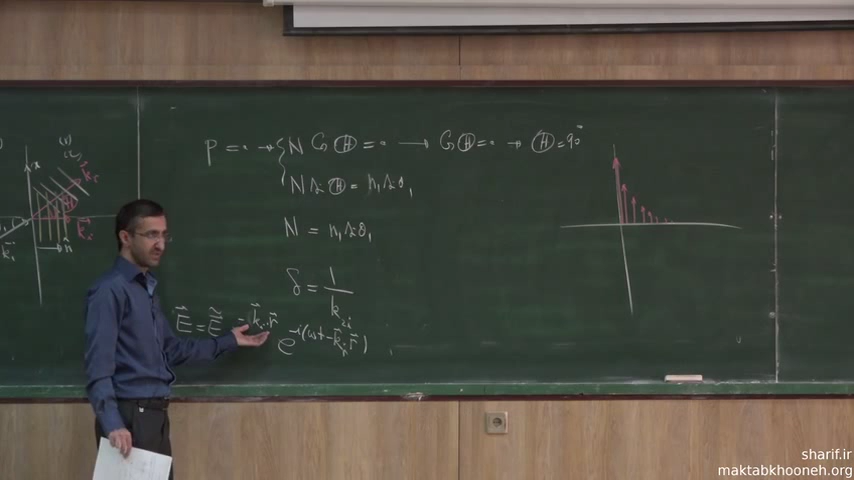 P = 0 → { N Cos Ⓗ = 0 → Cos Ⓗ = 0 → Ⓗ = 90°
N Sin Ⓗ = n₁ Sin θ₁
N = n₁ Sin θ₁
δ = 1 / k₂ᵢ
E⃗ = Ẽ⃗ e^{-k⃗ᵢ·r⃗} e^{-i(ωt - k⃗ᵣ·r⃗)}
x
k⃗ᵣ
k⃗ᵢ
n̂
k⃗₁
sharif.ir
maktabkhooneh.org